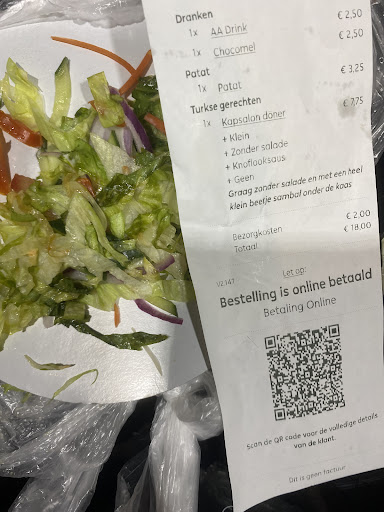 Dranken
1x AA Drink € 2,50
1x Chocomel € 2,50
Patat
1x Patat € 3,25
Turkse gerechten
1x Kapsalon doner € 7,75
+ Klein
+ Zonder salade
+ Knoflooksaus
+ Geen
Graag zonder salade en met een heel
klein beetje sambal onder de kaas
Bezorgkosten € 2,00
Totaal € 18,00
Let op:
Bestelling is online betaald
Betaling Online
Scan de QR code voor de volledige details
van de klant.
Dit is geen factuur